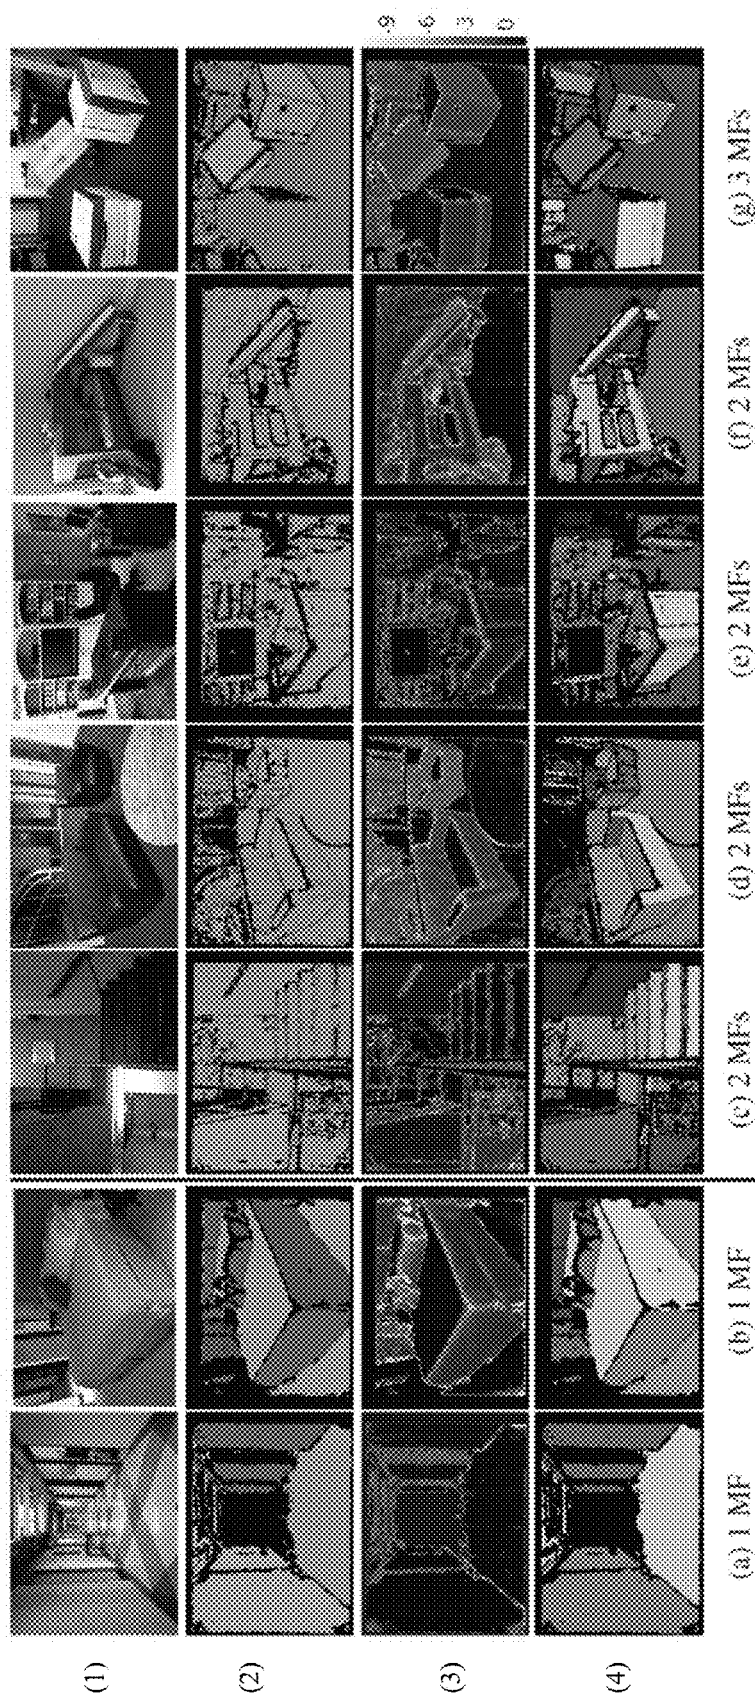 -9
-6
-3
0
(1)
(2)
(3)
(4)
(a) 1 MF
(b) 1 MF
(c) 2 MFs
(d) 2 MFs
(e) 2 MFs
(f) 2 MFs
(g) 3 MFs